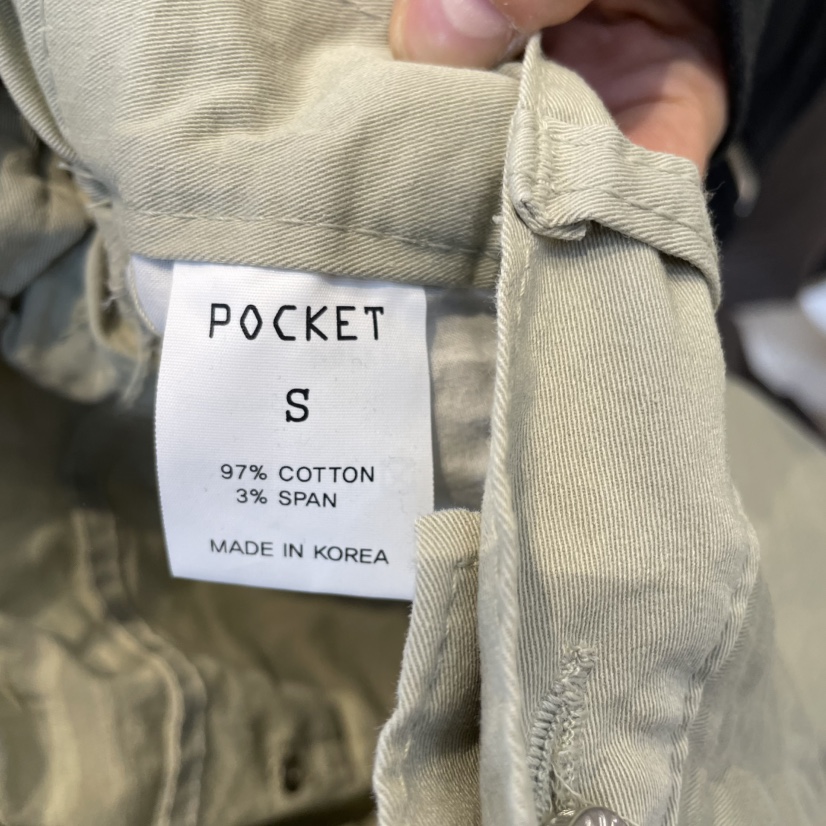 POCKET
S
97% COTTON
3% SPAN
MADE IN KOREA